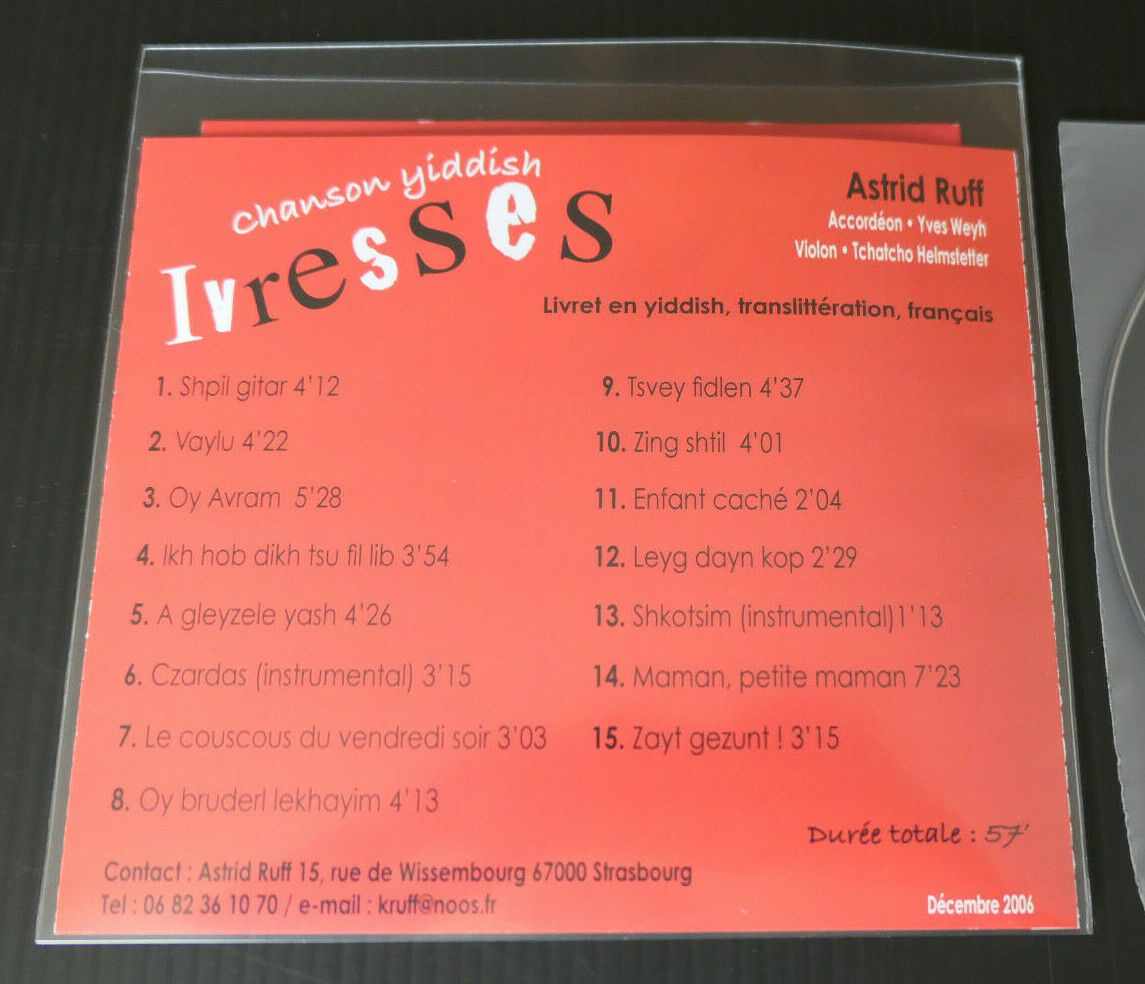 chanson yiddish
Ivresses
Astrid Ruff
Accordéon • Yves Weyh
Violon • Tchatcho Helmstetter
Livret en yiddish, translittération, français
1. Shpil gitar 4'12
2. Vaylu 4'22
3. Oy Avram 5'28
4. Ikh hob dikh tsu fil lib 3'54
5. A gleyzele yash 4'26
6. Czardas (instrumental) 3'15
7. Le couscous du vendredi soir 3'03
8. Oy bruderl lekhayim 4'13
9. Tsvey fidlen 4'37
10. Zing shtil 4'01
11. Enfant caché 2'04
12. Leyg dayn kop 2'29
13. Shkotsim (instrumental)1'13
14. Maman, petite maman 7'23
15. Zayt gezunt ! 3'15
Durée totale : 57'
Contact : Astrid Ruff 15, rue de Wissembourg 67000 Strasbourg
Tel : 06 82 36 10 70 / e-mail : kruff@noos.fr
Décembre 2006